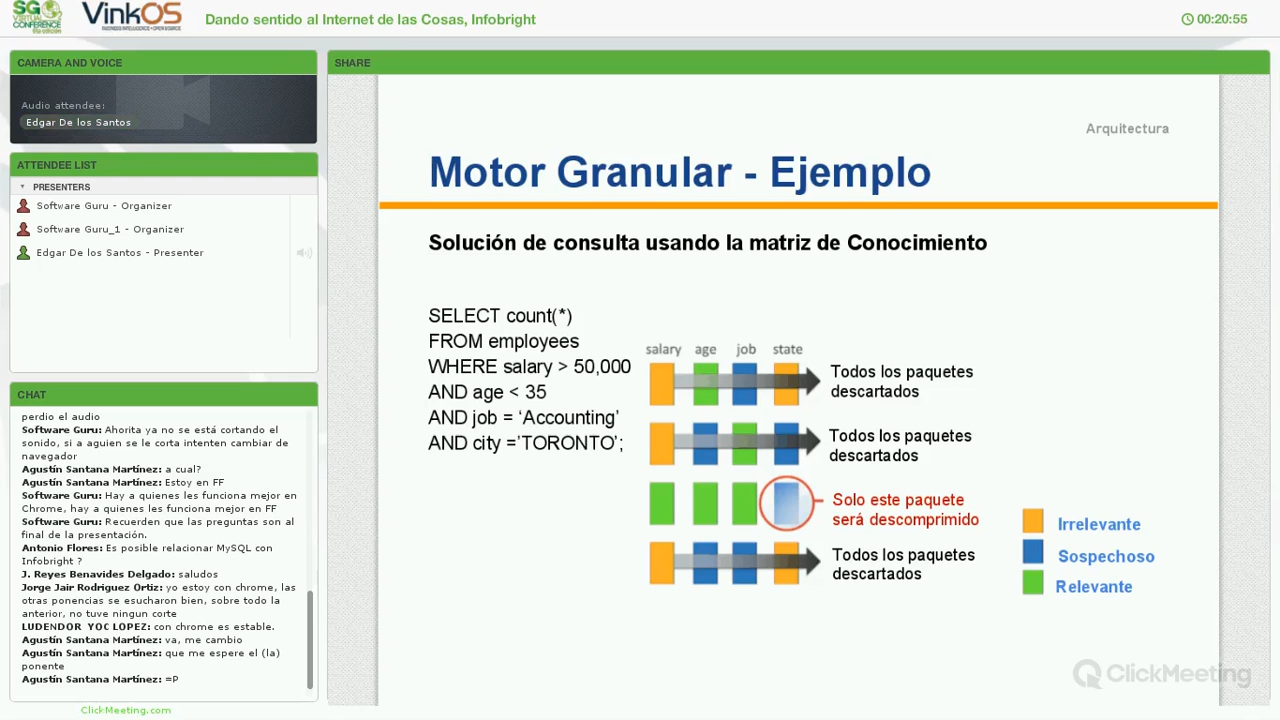 SG VIRTUAL CONFERENCE
VinkOS
Dando sentido al Internet de las Cosas, Infobright
00:20:55
CAMERA AND VOICE
Audio attendee:
Edgar De los Santos
ATTENDEE LIST
PRESENTERS
Software Guru - Organizer
Software Guru_1 - Organizer
Edgar De los Santos - Presenter
CHAT
perdio el audio
Software Guru: Ahorita ya no se está cortando el
sonido, si a aguien se le corta intenten cambiar de
navegador
Agustín Santana Martínez: a cual?
Agustín Santana Martínez: Estoy en FF
Software Guru: Hay a quienes les funciona mejor en
Chrome, hay a quienes les funciona mejor en FF
Software Guru: Recuerden que las preguntas son al
final de la presentación.
Antonio Flores: Es posible relacionar MySQL con
Infobright ?
J. Reyes Benavides Delgado: saludos
Jorge Jair Rodriguez Ortiz: yo estoy con chrome, las
otras ponencias se esucharon bien, sobre todo la
anterior, no tuve ningun corte
LUDENDOR YOC LOPEZ: con chrome es estable.
Agustín Santana Martínez: va, me cambio
Agustín Santana Martínez: que me espere el (la)
ponente
Agustín Santana Martínez: =P
ClickMeeting.com
SHARE
Arquitectura
Motor Granular - Ejemplo
Solución de consulta usando la matriz de Conocimiento
SELECT count(*)
FROM employees
WHERE salary > 50,000
AND age < 35
AND job = ‘Accounting’
AND city =’TORONTO’;
salary age job state
Todos los paquetes
descartados
Todos los paquetes
descartados
Solo este paquete
será descomprimido
Todos los paquetes
descartados
Irrelevante
Sospechoso
Relevante
ClickMeeting